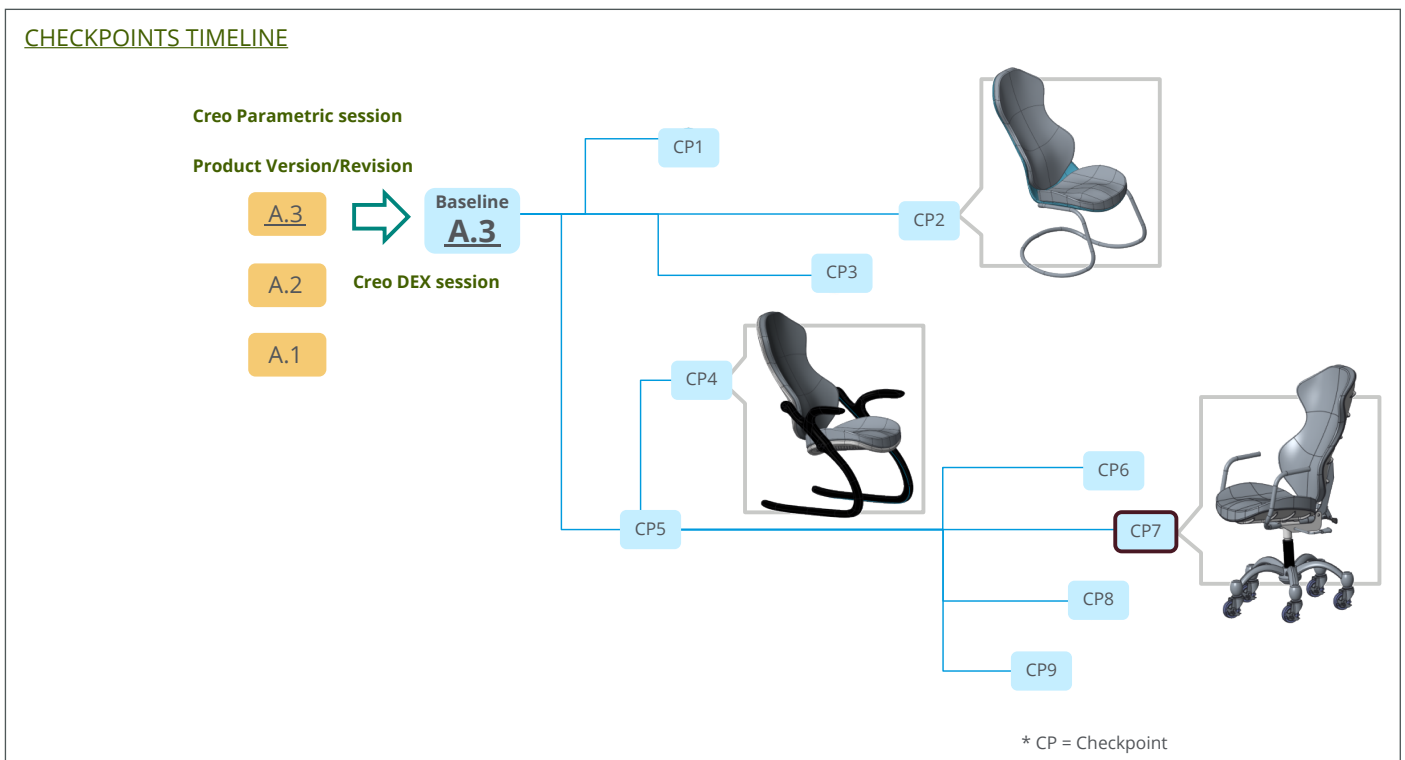 CHECKPOINTS TIMELINE
Creo Parametric session
Product Version/Revision
A.3
A.2
A.1
Baseline
A.3
Creo DEX session
CP1
CP2
CP3
CP4
CP5
CP6
CP7
CP8
CP9
* CP = Checkpoint